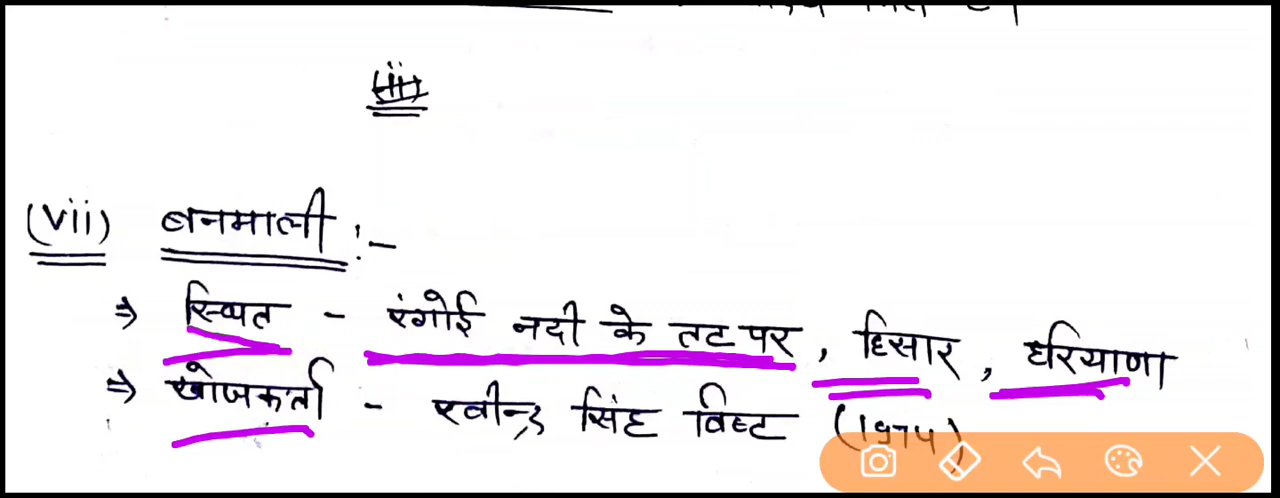 (vii) बनमाली :-
⇒ स्थित - रंगोई नदी के तट पर, हिसार, हरियाणा
⇒ खोजकर्ता - रवीन्द्र सिंह विष्ट (1974)